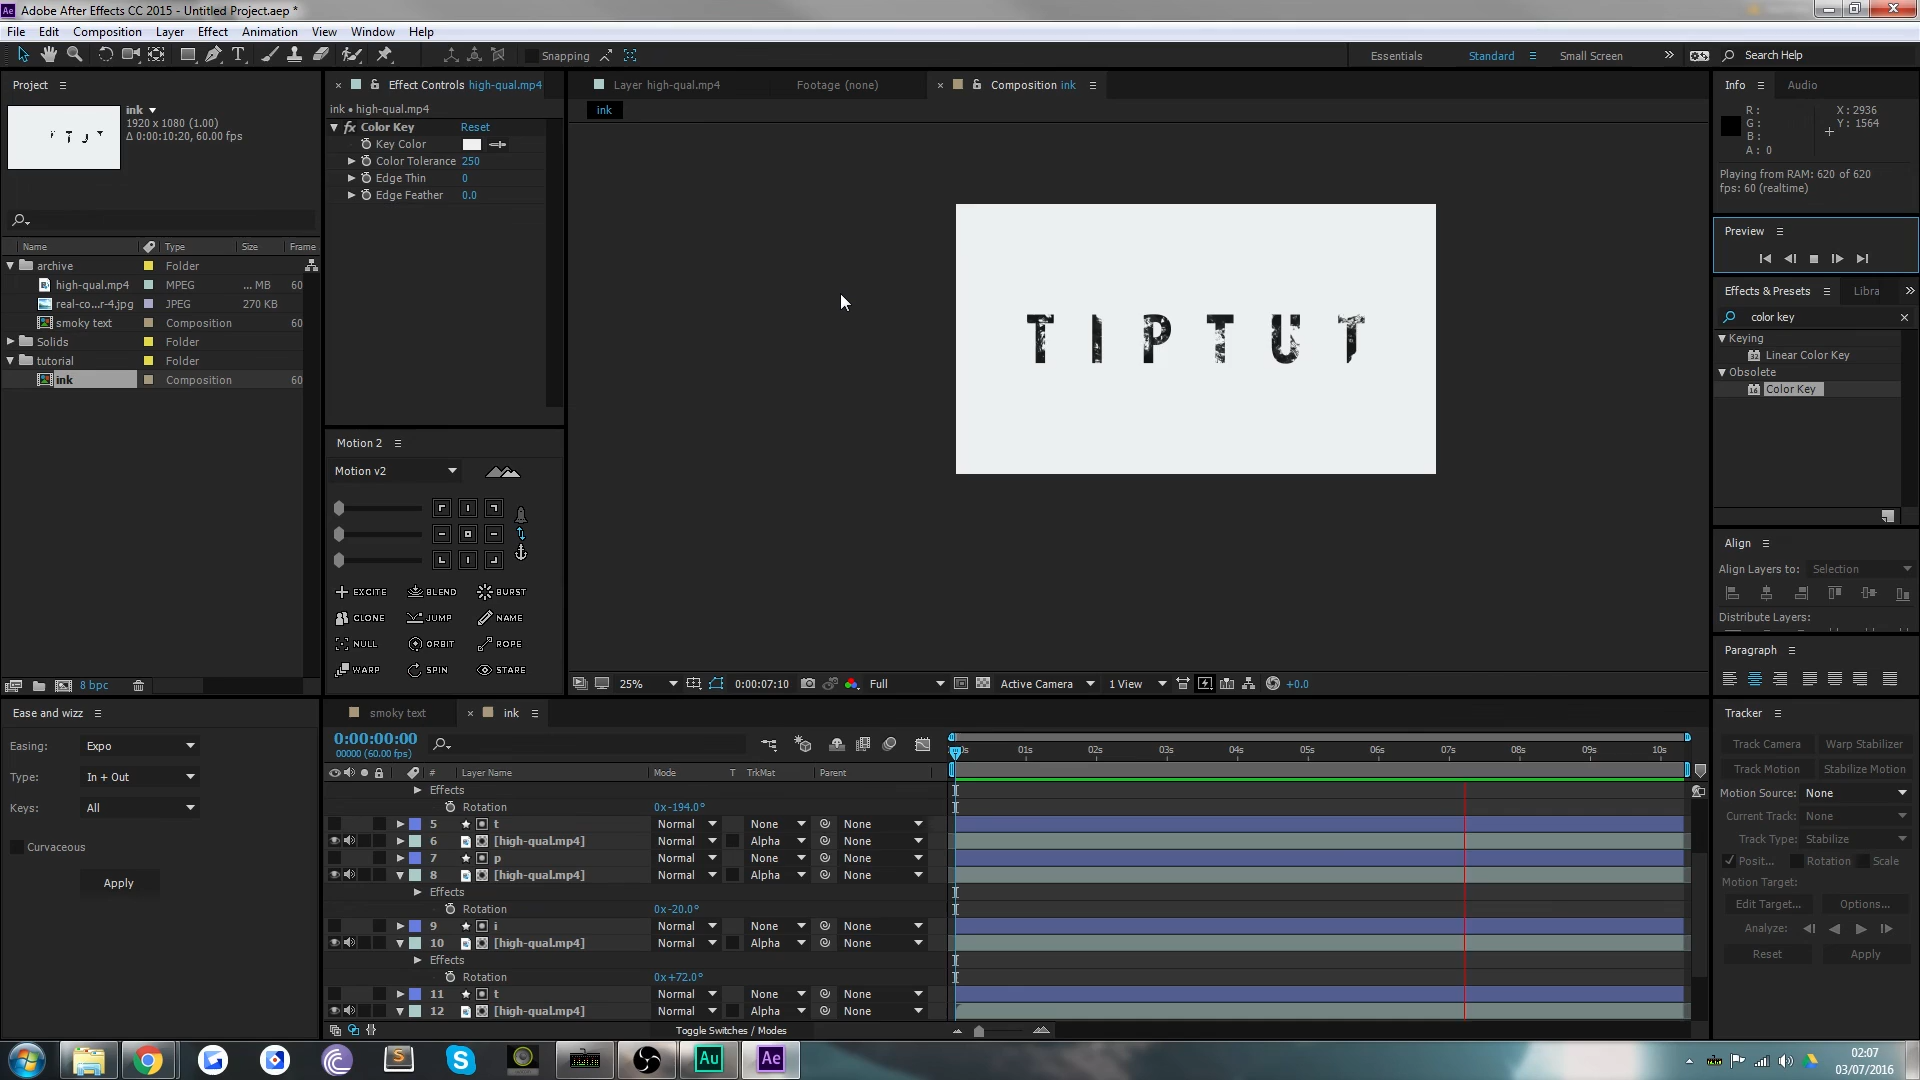 Adobe After Effects CC 2015 - Untitled Project.aep *
File Edit Composition Layer Effect Animation View Window Help
Snapping
Essentials Standard Small Screen Search Help
Project
Effect Controls high-qual.mp4
Layer high-qual.mp4
Footage (none)
Composition ink
Info Audio
ink
1920 x 1080 (1.00)
Δ 0:00:10:20, 60.00 fps
ink • high-qual.mp4
fx Color Key Reset
Key Color
Color Tolerance 250
Edge Thin 0
Edge Feather 0.0
ink
R:
G:
B:
A: 0
X: 2936
Y: 1564
Playing from RAM: 620 of 620
fps: 60 (realtime)
Preview
Name Type Size Frame
archive Folder
high-qual.mp4 MPEG ... MB 60
real-co...r-4.jpg JPEG 270 KB
smoky text Composition 60
Solids Folder
tutorial Folder
ink Composition 60
8 bpc
TIPTUT
Effects & Presets Libra
color key
Keying
Linear Color Key
Obsolete
Color Key
Motion 2
Motion v2
EXCITE BLEND BURST
CLONE JUMP NAME
NULL ORBIT ROPE
WARP SPIN STARE
Align
Align Layers to: Selection
Distribute Layers:
Paragraph
25% 0:00:07:10 Full Active Camera 1 View +0.0
Ease and wizz
Easing: Expo
Type: In + Out
Keys: All
Curvaceous
Apply
smoky text ink
0:00:00:00
00000 (60.00 fps)
# Layer Name Mode T TrkMat Parent
01s 02s 03s 04s 05s 06s 07s 08s 09s 10s
Effects
Rotation 0x-194.0°
5 t Normal None None
6 [high-qual.mp4] Normal Alpha None
7 p Normal None None
8 [high-qual.mp4] Normal Alpha None
Effects
Rotation 0x-20.0°
9 i Normal None None
10 [high-qual.mp4] Normal Alpha None
Effects
Rotation 0x+72.0°
11 t Normal None None
12 [high-qual.mp4] Normal Alpha None
Toggle Switches / Modes
Tracker
Track Camera Warp Stabilizer
Track Motion Stabilize Motion
Motion Source: None
Current Track: None
Track Type: Stabilize
Posit... Rotation Scale
Motion Target:
Edit Target... Options...
Analyze:
Reset Apply
S Au Ae
02:07
03/07/2016